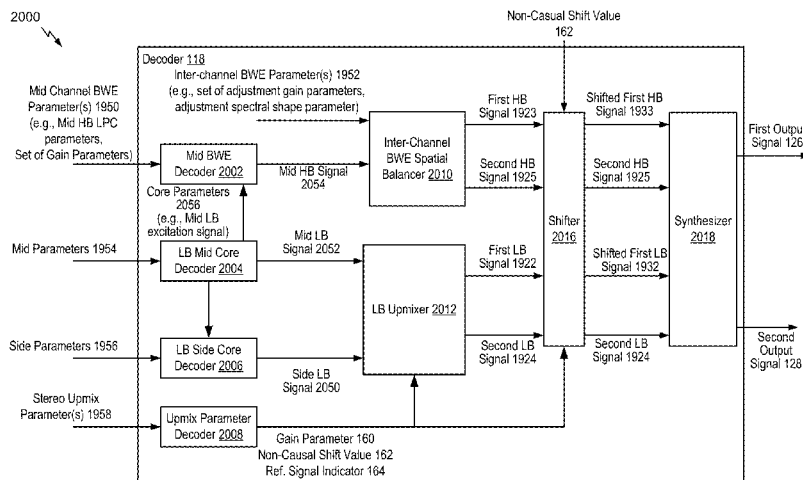 2000
Non-Casual Shift Value
162
Decoder 118
Inter-channel BWE Parameter(s) 1952
(e.g., set of adjustment gain parameters,
adjustment spectral shape parameter)
Mid Channel BWE
Parameter(s) 1950
(e.g., Mid HB LPC
parameters,
Set of Gain Parameters)
Mid BWE
Decoder 2002
Mid HB Signal
2054
Inter-Channel
BWE Spatial
Balancer 2010
First HB
Signal 1923
Second HB
Signal 1925
Shifted First HB
Signal 1933
Second HB
Signal 1925
First Output
Signal 126
Core Parameters
2056
(e.g., Mid LB
excitation signal)
Mid Parameters 1954
LB Mid Core
Decoder 2004
Mid LB
Signal 2052
LB Upmixer 2012
First LB
Signal 1922
Shifter
2016
Shifted First LB
Signal 1932
Synthesizer
2018
Side Parameters 1956
LB Side Core
Decoder 2006
Side LB
Signal 2050
Second LB
Signal 1924
Second LB
Signal 1924
Second
Output
Signal 128
Stereo Upmix
Parameter(s) 1958
Upmix Parameter
Decoder 2008
Gain Parameter 160
Non-Causal Shift Value 162
Ref. Signal Indicator 164